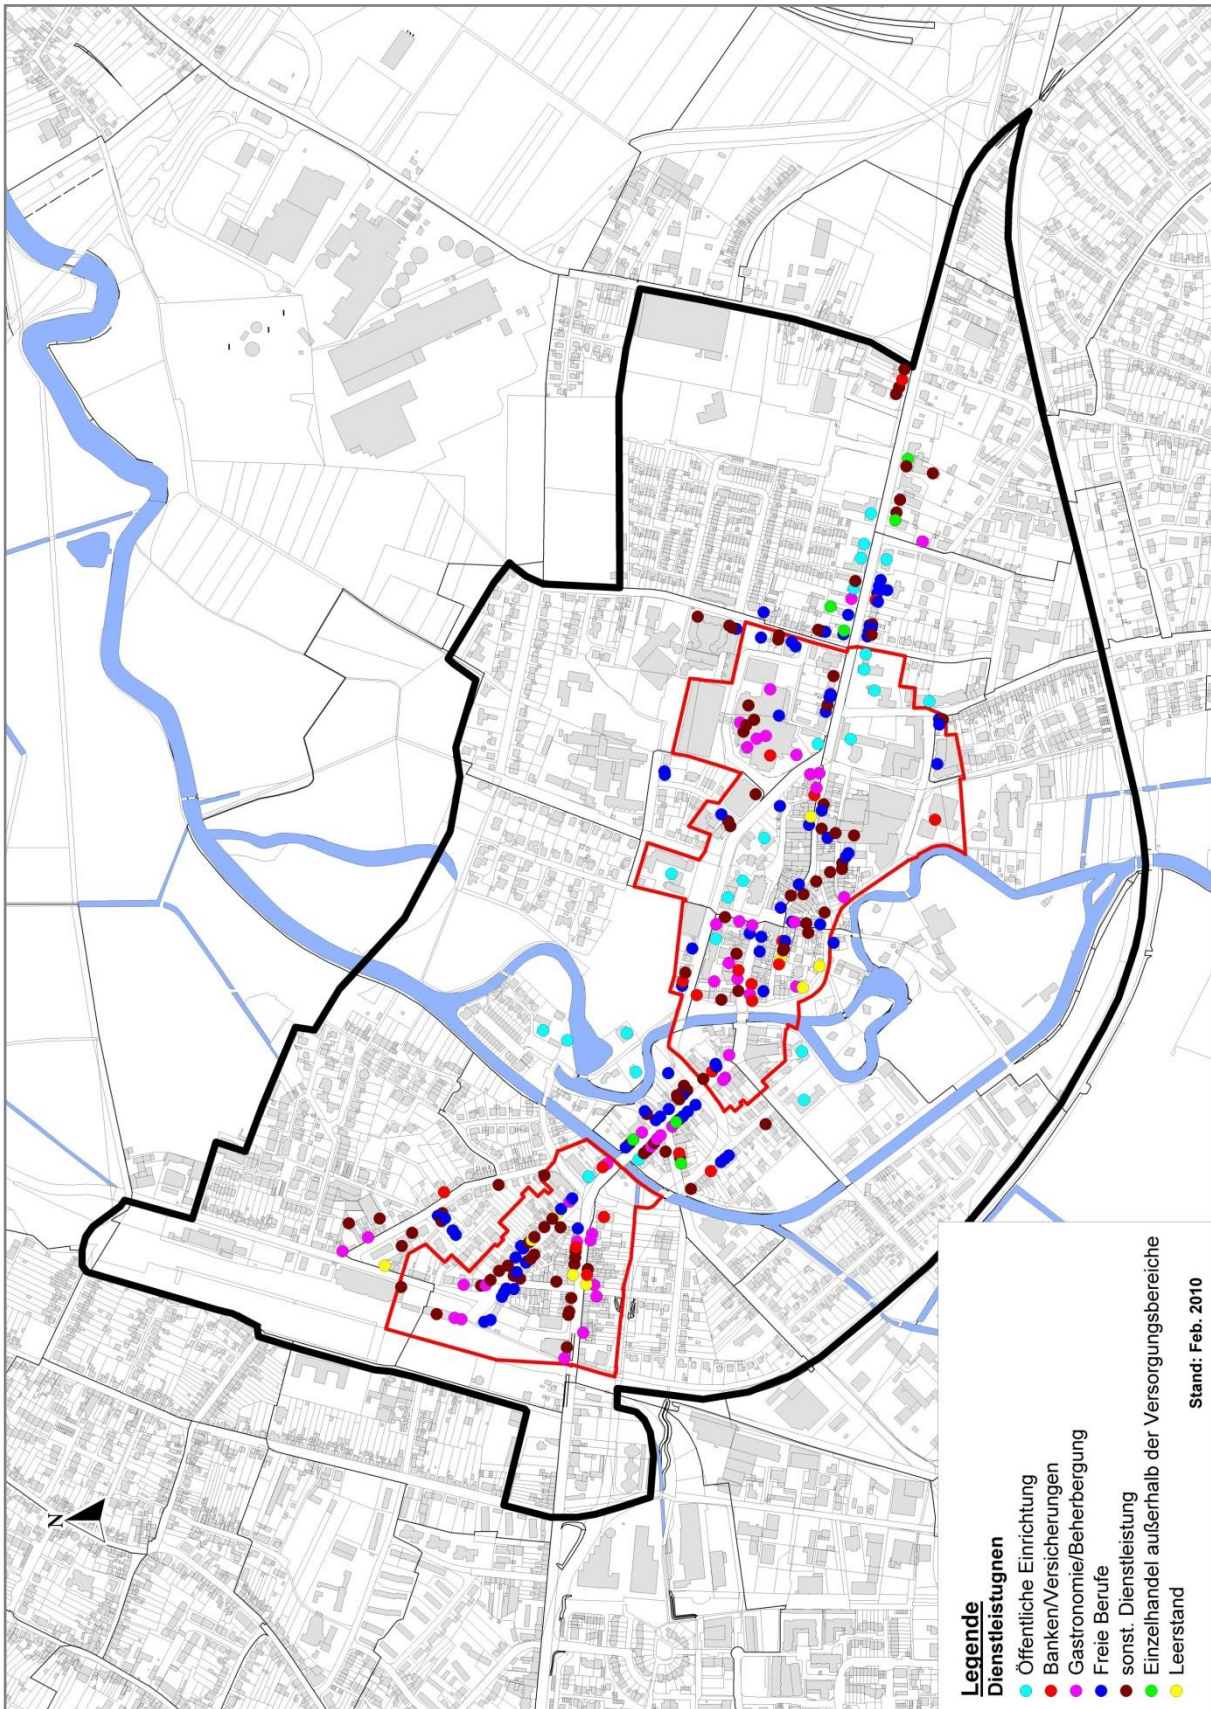 N
Legende
Dienstleistugnen
Öffentliche Einrichtung
Banken/Versicherungen
Gastronomie/Beherbergung
Freie Berufe
sonst. Dienstleistung
Einzelhandel außerhalb der Versorgungsbereiche
Leerstand
Stand: Feb. 2010